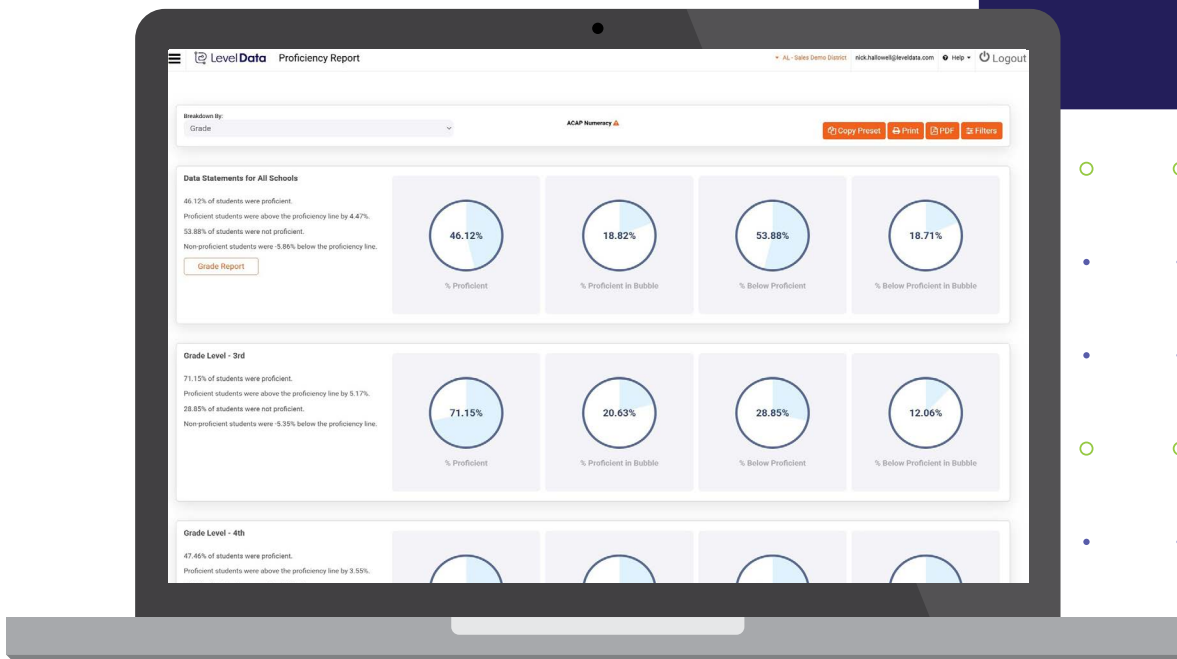 Level Data Proficiency Report
AL - Sales Demo District nick.hallowell@leveldata.com Help Logout
Breakdown By:
Grade
ACAP Numeracy
Copy Preset Print PDF Filters
Data Statements for All Schools
46.12% of students were proficient.
Proficient students were above the proficiency line by 4.47%.
53.88% of students were not proficient.
Non-proficient students were -5.86% below the proficiency line.
Grade Report
46.12% 18.82% 53.88% 18.71%
% Proficient % Proficient in Bubble % Below Proficient % Below Proficient in Bubble
Grade Level - 3rd
71.15% of students were proficient.
Proficient students were above the proficiency line by 5.17%.
28.85% of students were not proficient.
Non-proficient students were -5.35% below the proficiency line.
71.15% 20.63% 28.85% 12.06%
% Proficient % Proficient in Bubble % Below Proficient % Below Proficient in Bubble
Grade Level - 4th
47.46% of students were proficient.
Proficient students were above the proficiency line by 3.55%.